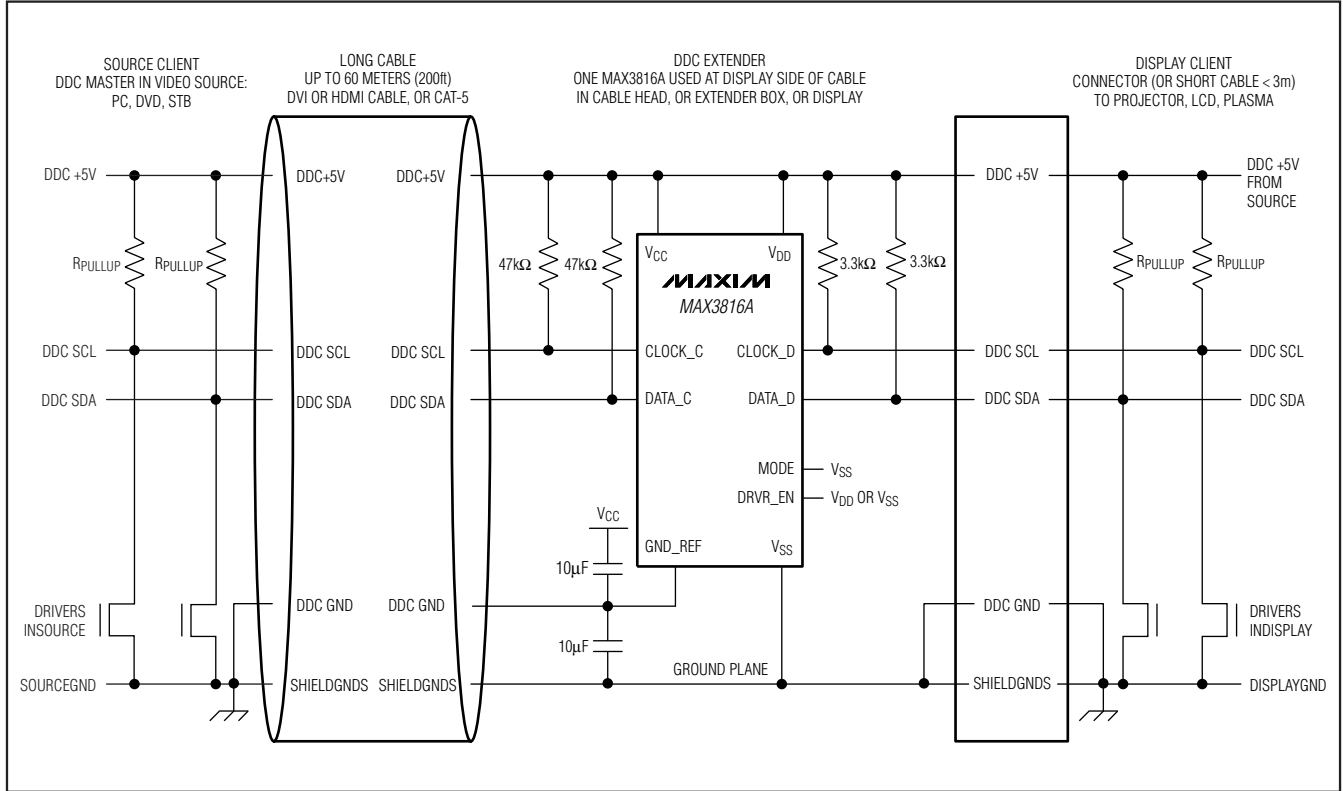 SOURCE CLIENT
DDC MASTER IN VIDEO SOURCE:
PC, DVD, STB
LONG CABLE
UP TO 60 METERS (200ft)
DVI OR HDMI CABLE, OR CAT-5
DDC EXTENDER
ONE MAX3816A USED AT DISPLAY SIDE OF CABLE
IN CABLE HEAD, OR EXTENDER BOX, OR DISPLAY
DISPLAY CLIENT
CONNECTOR (OR SHORT CABLE < 3m)
TO PROJECTOR, LCD, PLASMA
DDC +5V
DDC+5V
DDC+5V
DDC +5V
DDC +5V
FROM
SOURCE
RPULLUP
RPULLUP
47kΩ
47kΩ
VCC
VDD
MAXIM
MAX3816A
3.3kΩ
3.3kΩ
RPULLUP
RPULLUP
DDC SCL
DDC SCL
DDC SCL
CLOCK_C
CLOCK_D
DDC SCL
DDC SCL
DDC SDA
DDC SDA
DDC SDA
DATA_C
DATA_D
DDC SDA
DDC SDA
MODE
VSS
DRVR_EN
VDD OR VSS
VCC
GND_REF
VSS
10µF
DRIVERS
INSOURCE
DDC GND
DDC GND
DDC GND
DRIVERS
INDISPLAY
10µF
GROUND PLANE
SOURCEGND
SHIELDGNDS
SHIELDGNDS
SHIELDGNDS
DISPLAYGND